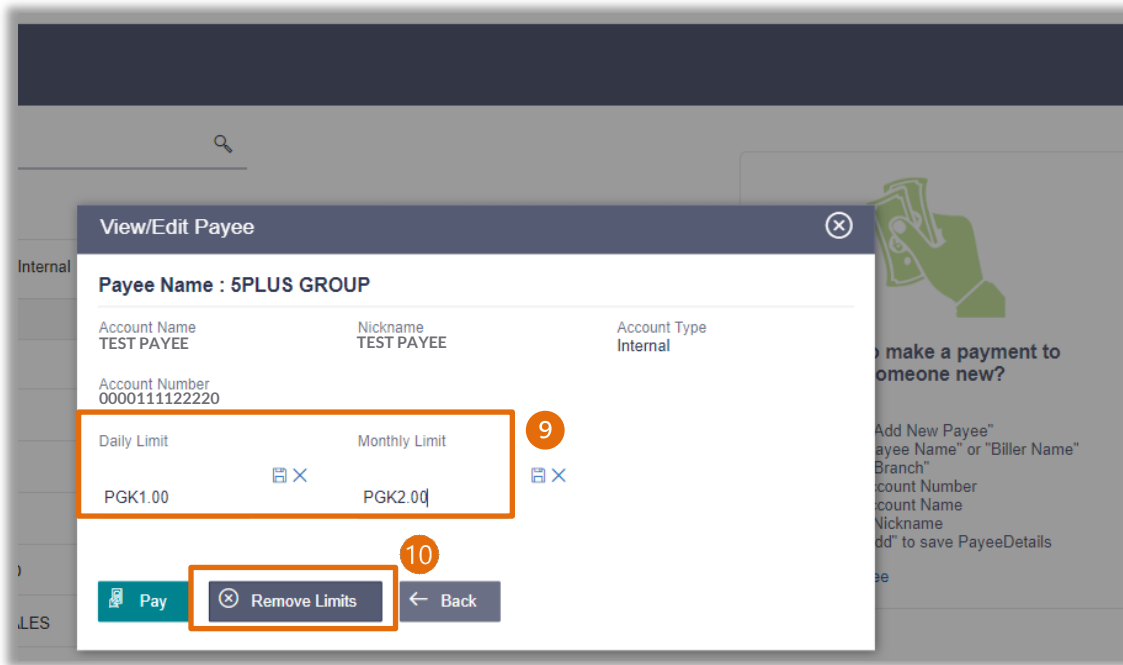 Internal
View/Edit Payee
Payee Name : 5PLUS GROUP
Account Name
TEST PAYEE
Nickname
TEST PAYEE
Account Type
Internal
Account Number
0000111122220
Daily Limit
Monthly Limit
9
PGK1.00
PGK2.00
10
Pay
Remove Limits
Back
make a payment to
omeone new?
Add New Payee"
ayee Name" or "Biller Name"
Branch"
ccount Number
ccount Name
Nickname
dd" to save PayeeDetails
ee
LES